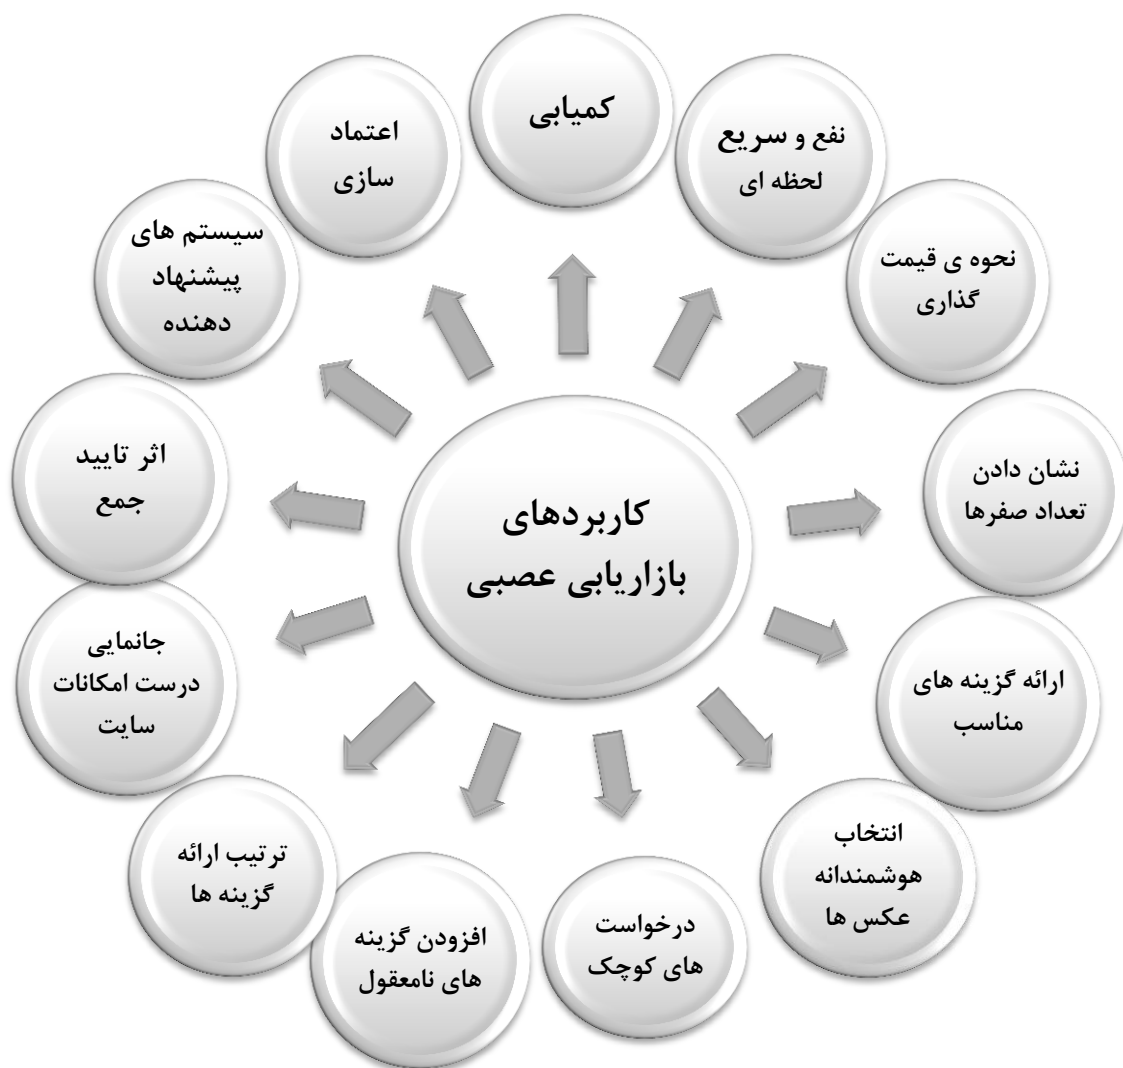 کاربردهای
بازاریابی عصبی
کمیابی
نفع و سریع
لحظه ای
نحوه ی قیمت
گذاری
نشان دادن
تعداد صفرها
ارائه گزینه های
مناسب
انتخاب
هوشمندانه
عکس ها
درخواست
های کوچک
افزودن گزینه
های نامعقول
ترتیب ارائه
گزینه ها
جانمایی
درست امکانات
سایت
اثر تایید
جمع
سیستم های
پیشنهاد
دهنده
اعتماد
سازی